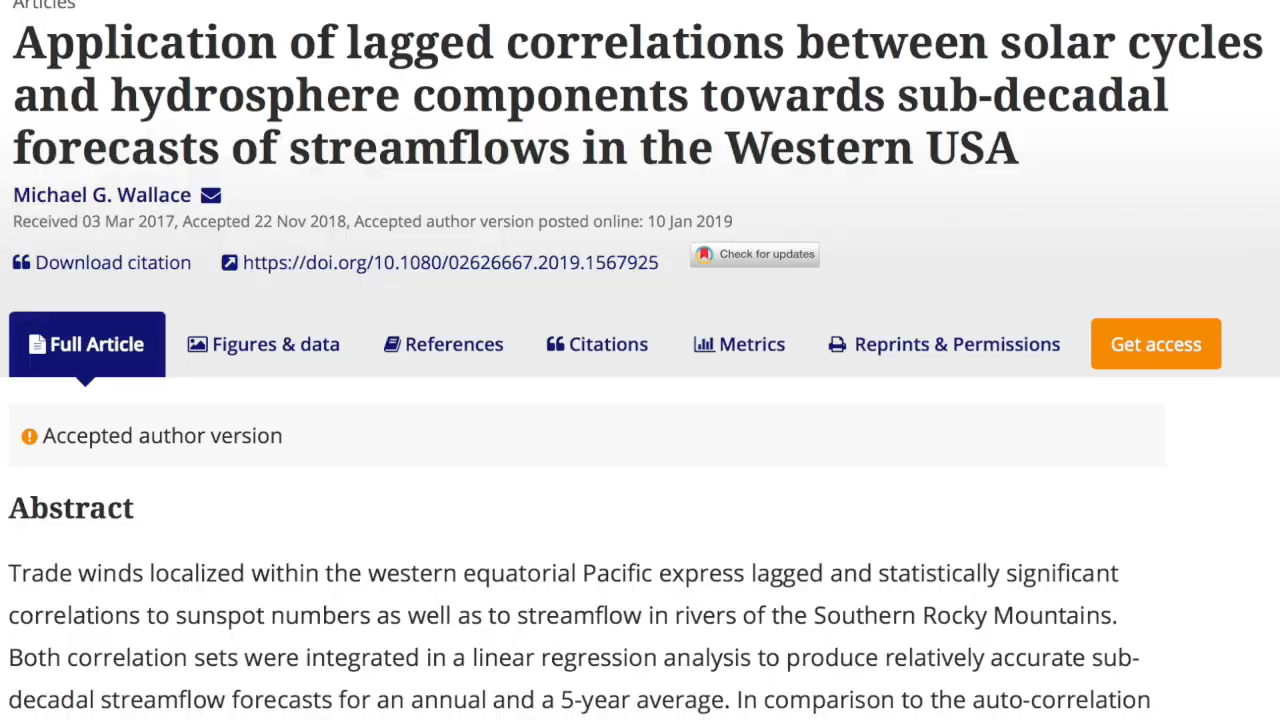 Articles
Application of lagged correlations between solar cycles
and hydrosphere components towards sub-decadal
forecasts of streamflows in the Western USA
Michael G. Wallace
Received 03 Mar 2017, Accepted 22 Nov 2018, Accepted author version posted online: 10 Jan 2019
Download citation https://doi.org/10.1080/02626667.2019.1567925 Check for updates
Full Article Figures & data References Citations Metrics Reprints & Permissions Get access
Accepted author version
Abstract
Trade winds localized within the western equatorial Pacific express lagged and statistically significant
correlations to sunspot numbers as well as to streamflow in rivers of the Southern Rocky Mountains.
Both correlation sets were integrated in a linear regression analysis to produce relatively accurate sub-
decadal streamflow forecasts for an annual and a 5-year average. In comparison to the auto-correlation